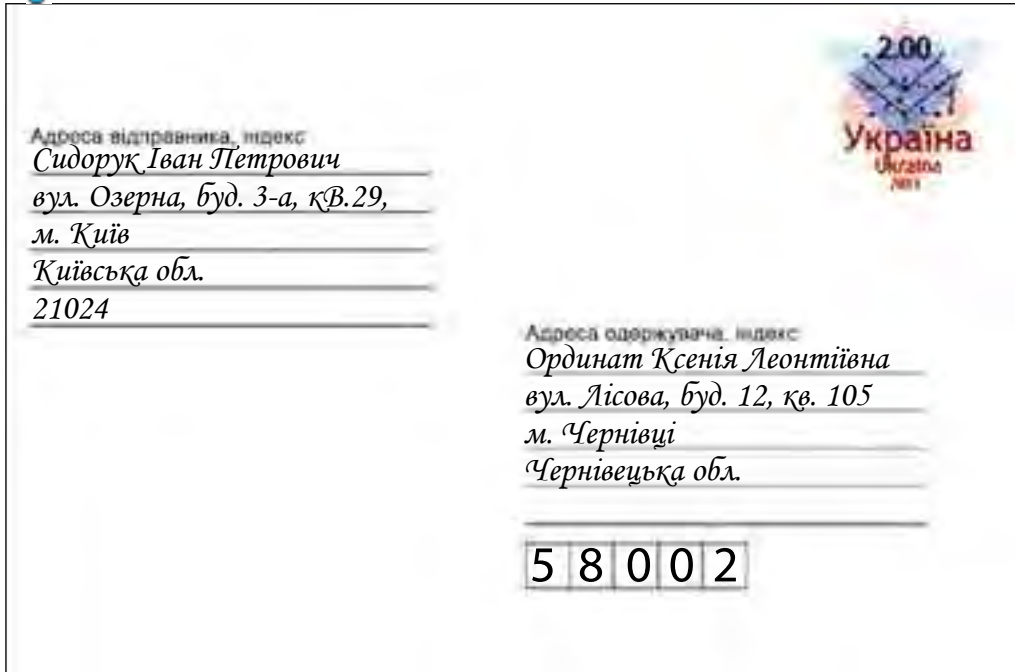 2.00
Україна
Ukraina
Адреса відправника, індекс
Сидорук Іван Петрович
вул. Озерна, буд. 3-а, кВ.29,
м. Київ
Київська обл.
21024
Адреса одержувача, індекс
Ординат Ксенія Леонтіївна
вул. Лісова, буд. 12, кв. 105
м. Чернівці
Чернівецька обл.
58002